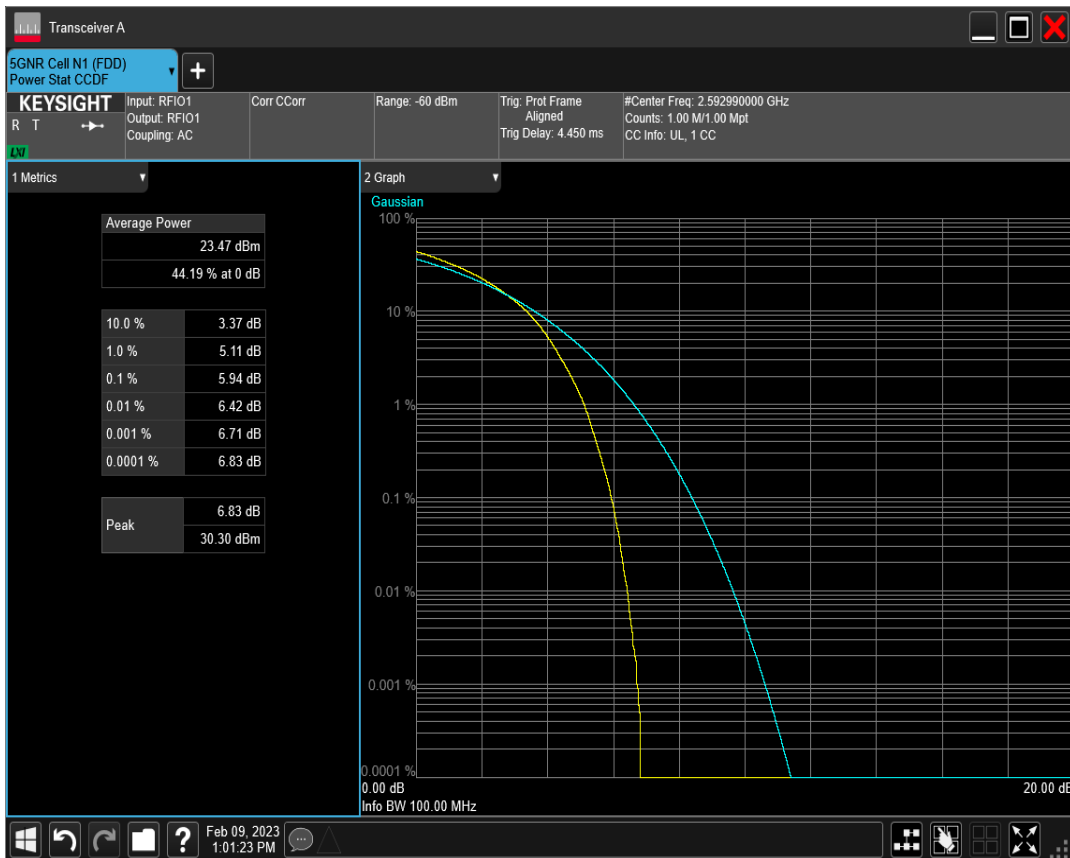 Transceiver A
5GNR Cell N1 (FDD)
Power Stat CCDF
KEYSIGHT
R T
LXI
Input: RFIO1
Output: RFIO1
Coupling: AC
Corr CCorr
Range: -60 dBm
Trig: Prot Frame
Aligned
Trig Delay: 4.450 ms
#Center Freq: 2.592990000 GHz
Counts: 1.00 M/1.00 Mpt
CC Info: UL, 1 CC
1 Metrics
Average Power
23.47 dBm
44.19 % at 0 dB
10.0 % 3.37 dB
1.0 % 5.11 dB
0.1 % 5.94 dB
0.01 % 6.42 dB
0.001 % 6.71 dB
0.0001 % 6.83 dB
Peak
6.83 dB
30.30 dBm
2 Graph
Gaussian
100 %
10 %
1 %
0.1 %
0.01 %
0.001 %
0.0001 %
0.00 dB 20.00 dB
Info BW 100.00 MHz
?
Feb 09, 2023
1:01:23 PM